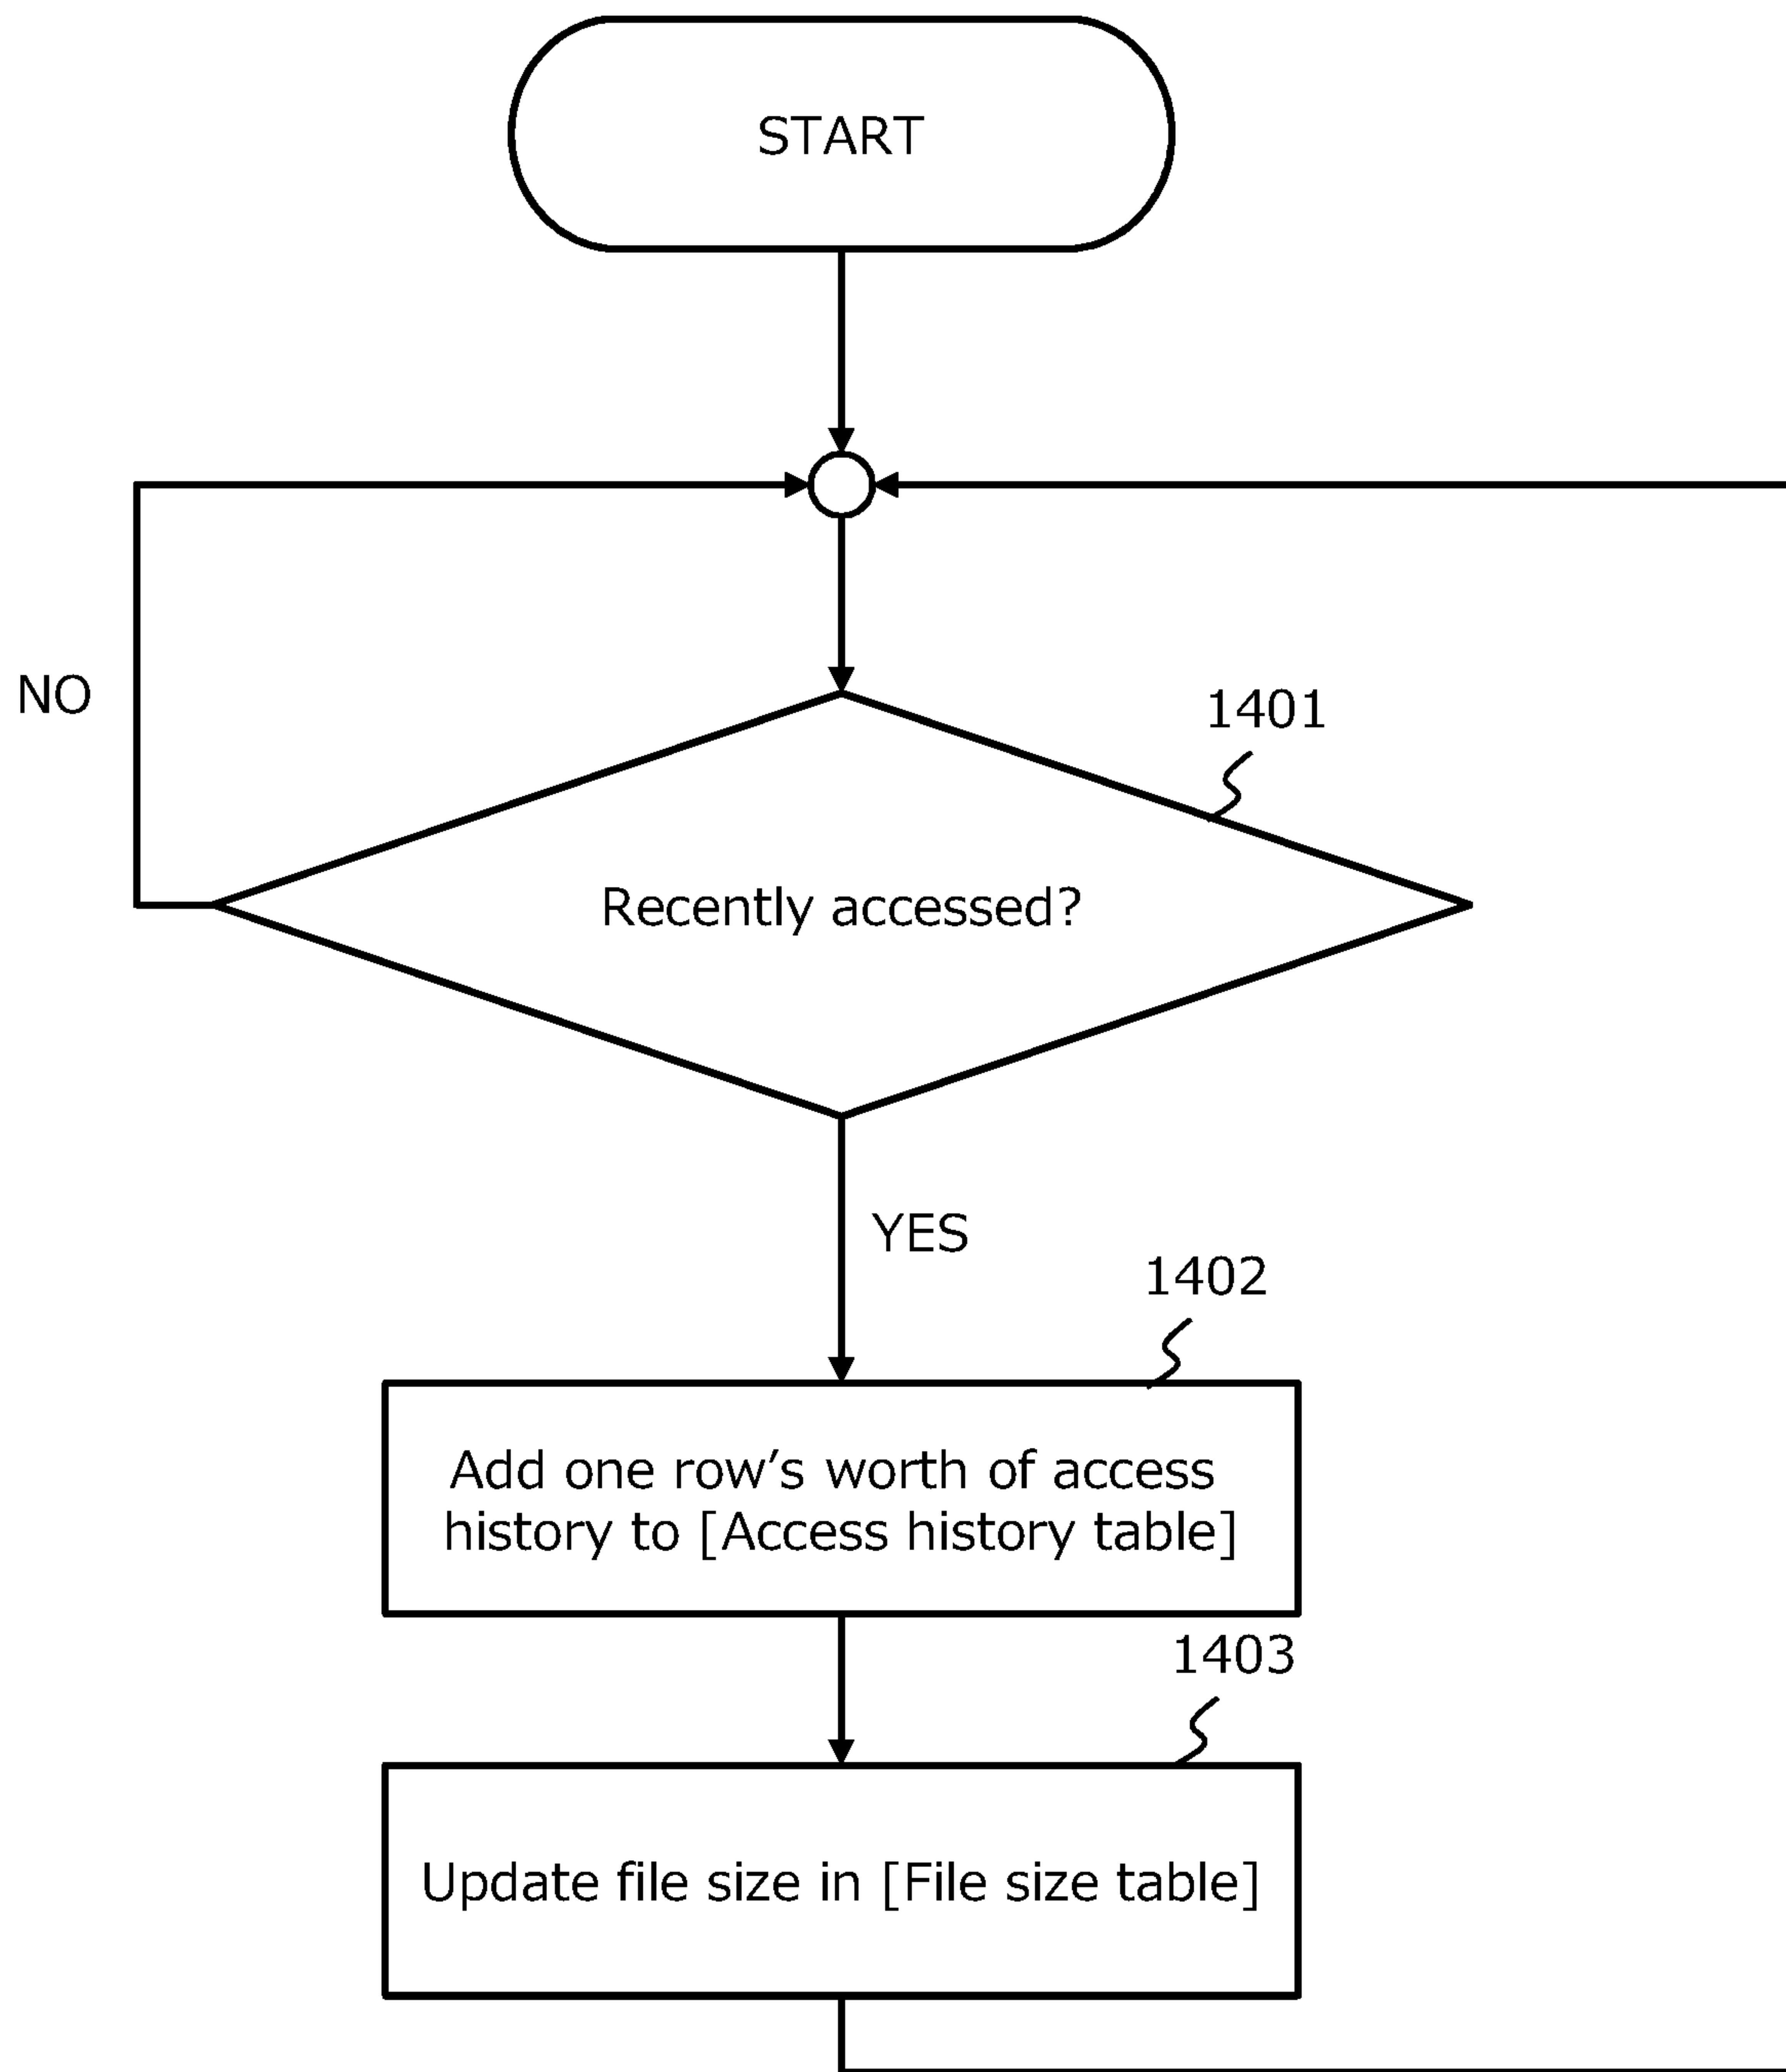 START
NO
1401
Recently accessed?
YES
1402
Add one row’s worth of access
history to [Access history table]
1403
Update file size in [File size table]